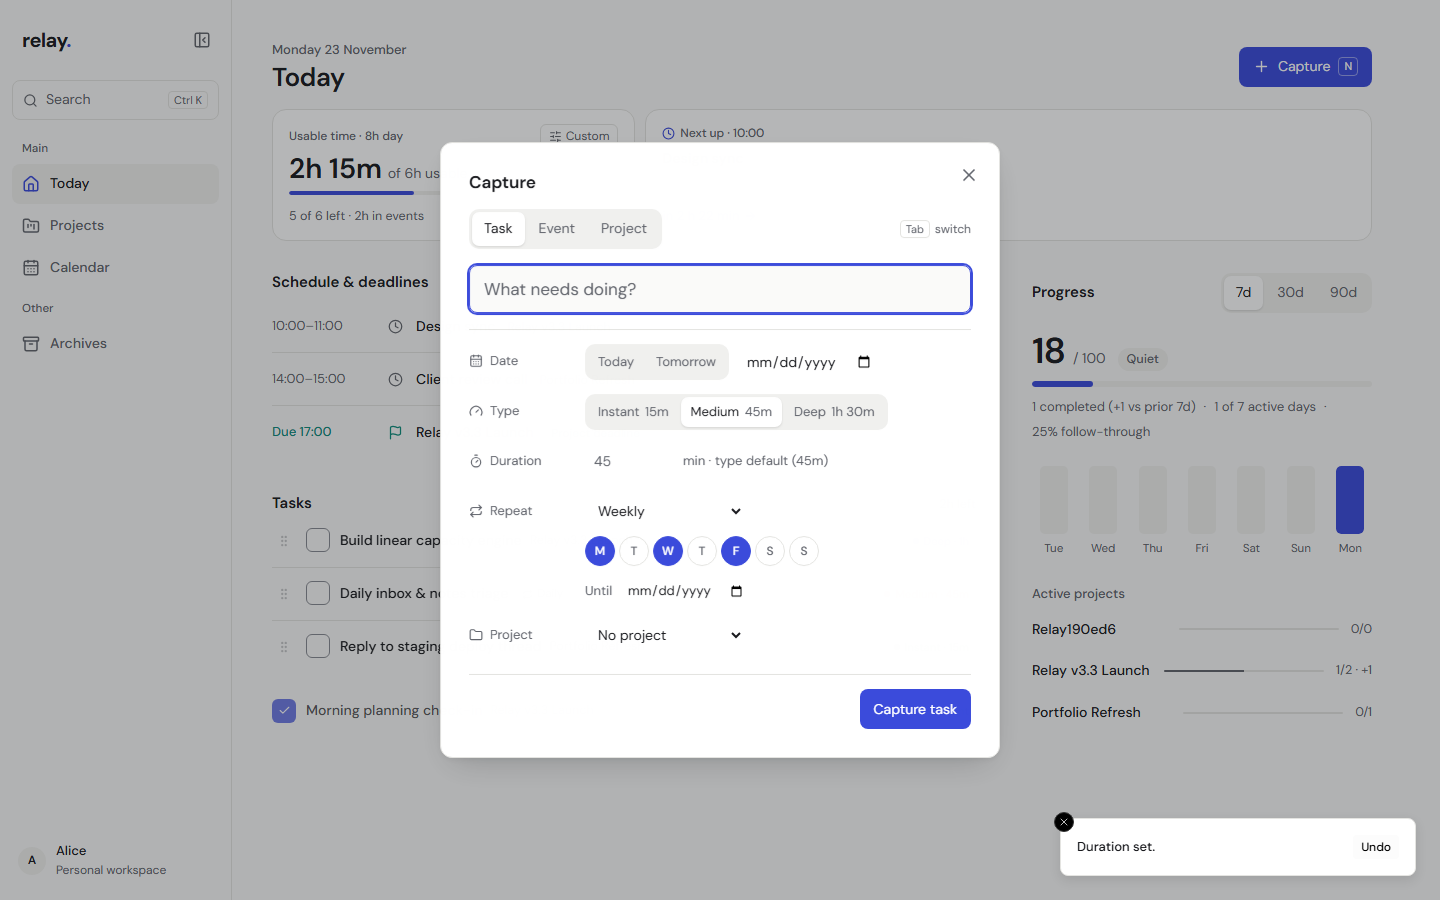 relay.
Search
Ctrl K
Main
Today
Projects
Calendar
Other
Archives
A
Alice
Personal workspace
Monday 23 November
Today
Capture N
Usable time · 8h day
Custom
2h 15m of 6h us
5 of 6 left · 2h in events
Next up · 10:00
Schedule & deadlines
10:00–11:00 Des
14:00–15:00 Clie
Due 17:00 Rela
Tasks
Build linear cap
Daily inbox & no
Reply to staging
Morning planning ch
Capture
Task Event Project
Tab switch
What needs doing?
Date
Today Tomorrow
mm/dd/yyyy
Type
Instant 15m Medium 45m Deep 1h 30m
Duration
45
min · type default (45m)
Repeat
Weekly
M T W T F S S
Until mm/dd/yyyy
Project
No project
Capture task
Progress
7d 30d 90d
18 / 100 Quiet
1 completed (+1 vs prior 7d) · 1 of 7 active days ·
25% follow-through
Tue Wed Thu Fri Sat Sun Mon
Active projects
Relay190ed6 0/0
Relay v3.3 Launch 1/2 · +1
Portfolio Refresh 0/1
Duration set.
Undo